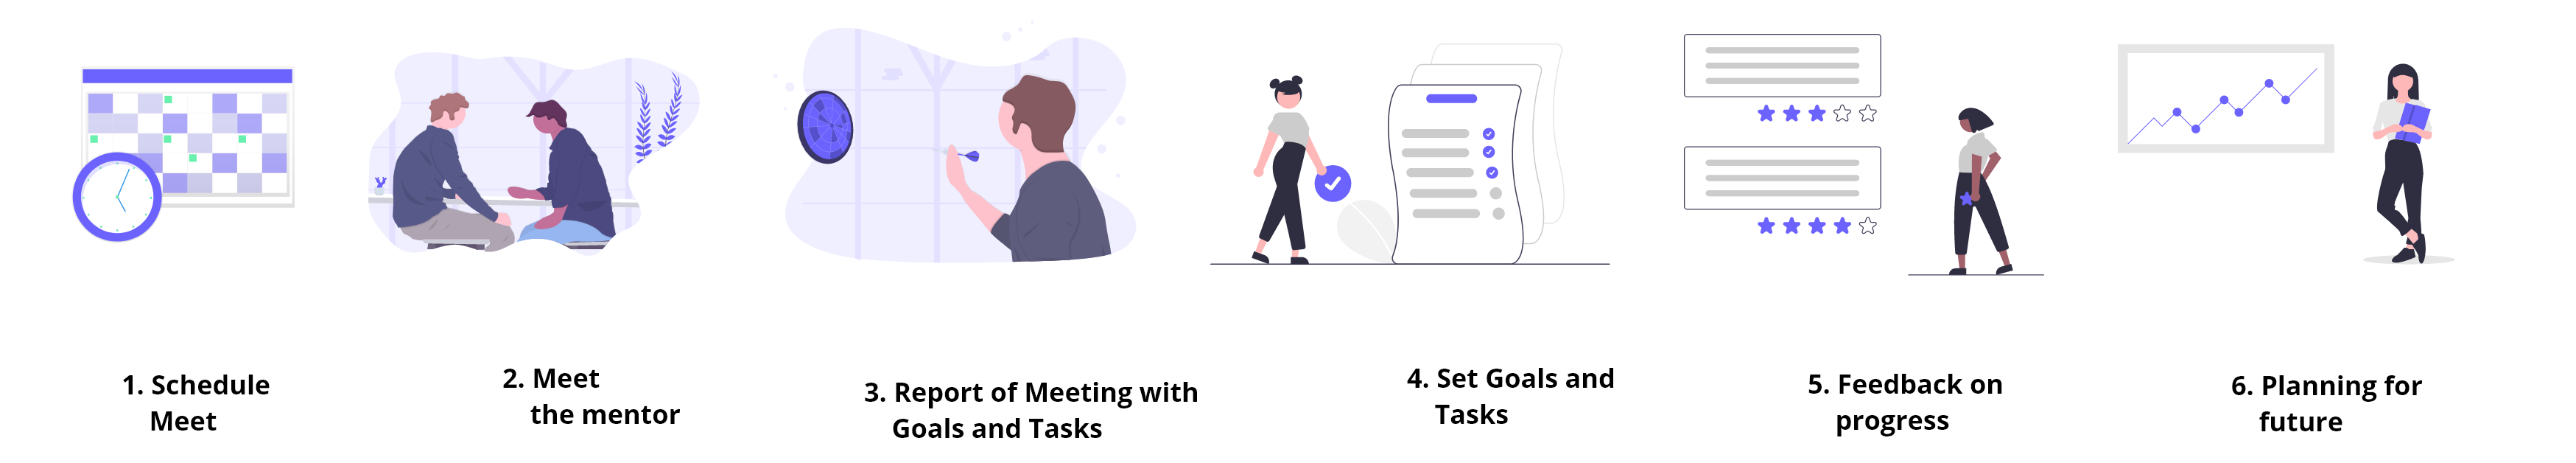 1. Schedule
Meet
2. Meet
the mentor
3. Report of Meeting with
Goals and Tasks
4. Set Goals and
Tasks
5. Feedback on
progress
6. Planning for
future